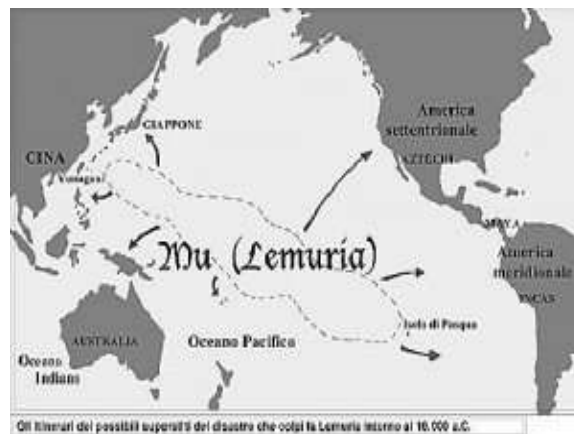 America
settentrionale
AZTECHI
GIAPPONE
CINA
Yonaguni
MAYA
Mu (Lemuria)
America
meridionale
INCAS
Isola di Pasqua
AUSTRALIA
Oceano Pacifico
Oceano
Indiano
Gli itinerari dei possibili superstiti del disastro che colpì la Lemuria intorno al 10.000 a.C.